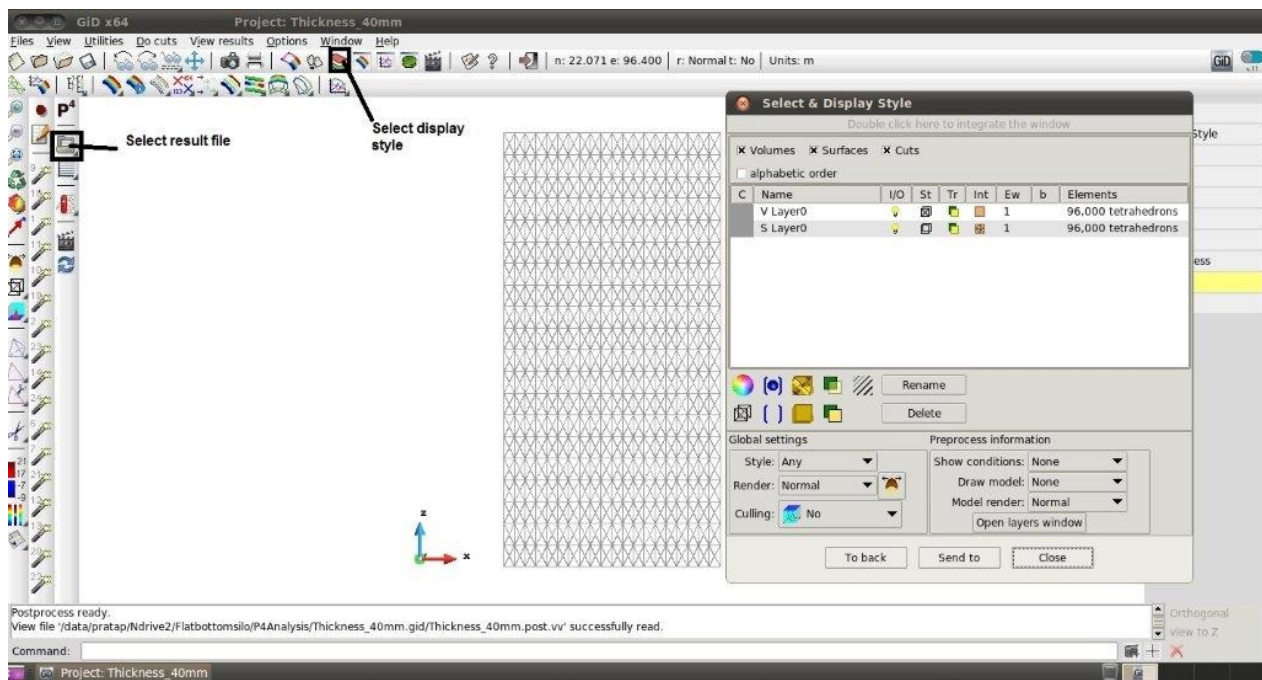 GiD x64 Project: Thickness_40mm
Files View Utilities Do cuts View results Options Window Help
n: 22.071 e: 96.400 r: Normal t: No Units: m
GiD
P4
Select result file
Select display
style
Select & Display Style
Double click here to integrate the window
Style
Volumes Surfaces Cuts
alphabetic order
C Name I/O St Tr Int Ew b Elements
V Layer0 1 96,000 tetrahedrons
S Layer0 1 96,000 tetrahedrons
ess
Rename
Delete
Global settings Preprocess information
Style: Any Show conditions: None
Render: Normal Draw model: None
Culling: No Model render: Normal
Open layers window
To back Send to Close
z
x
Postprocess ready.
View file '/data/pratap/Ndrive2/Flatbottomsilo/P4Analysis/Thickness_40mm.gid/Thickness_40mm.post.vv' successfully read.
Orthogonal
view to Z
Command:
Project: Thickness_40mm